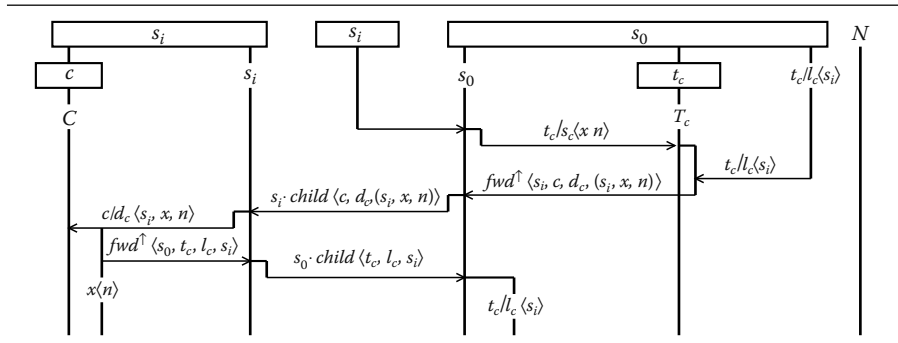 s_i s_i s_0 N
c s_i s_0 t_c t_c/l_c⟨s_i⟩
C T_c
t_c/s_c⟨x n⟩
t_c/l_c⟨s_i⟩
fwd↑ ⟨s_i, c, d_c, (s_i, x, n)⟩
s_i· child ⟨c, d_c,(s_i, x, n)⟩
c/d_c ⟨s_i, x, n⟩
fwd↑ ⟨s_0, t_c, l_c, s_i⟩
s_0· child ⟨t_c, l_c, s_i⟩
x⟨n⟩
t_c/l_c ⟨s_i⟩